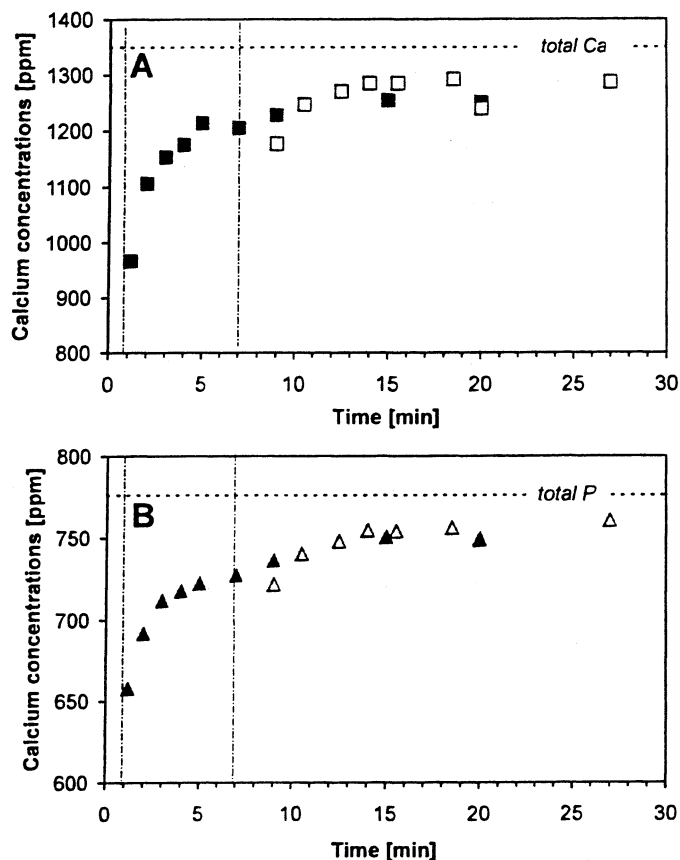 1400
1300
1200
1100
1000
900
800
Calcium concentrations [ppm]
A
total Ca
0 5 10 15 20 25 30
Time [min]
800
750
700
650
600
Calcium concentrations [ppm]
B
total P
0 5 10 15 20 25 30
Time [min]